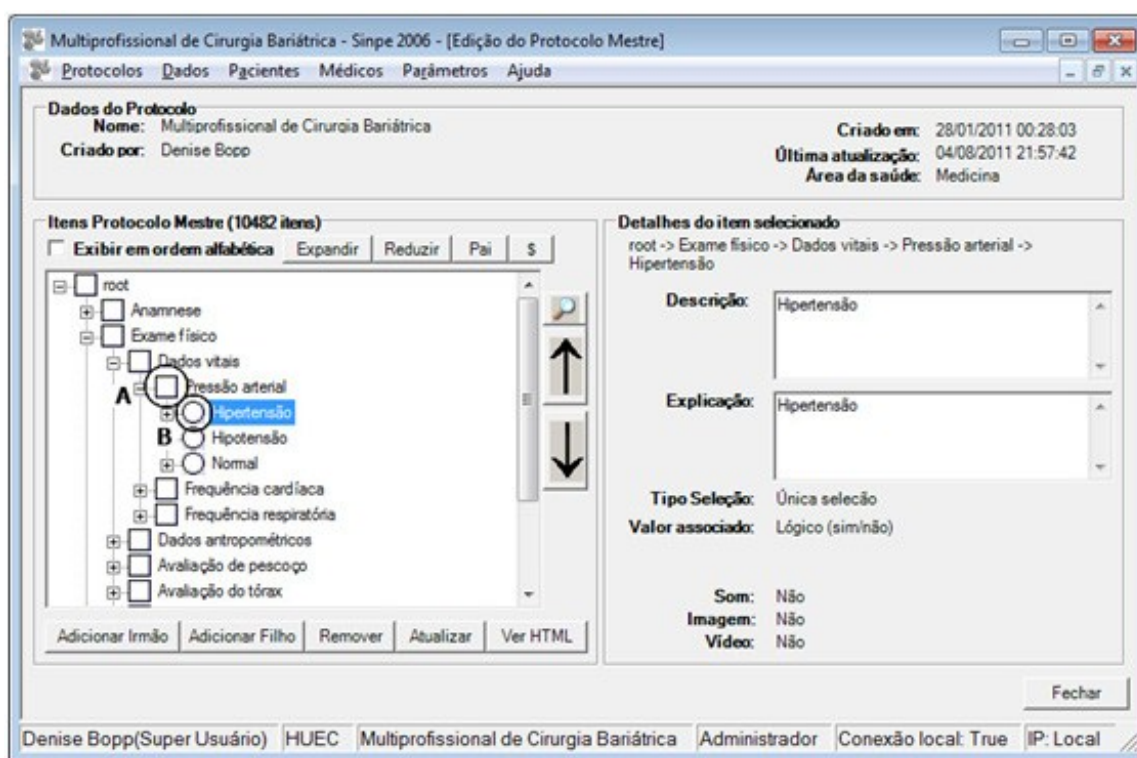 Multiprofissional de Cirurgia Bariátrica - Sinpe 2006 - [Edição do Protocolo Mestre]
Protocolos Dados Pacientes Médicos Parâmetros Ajuda
Dados do Protocolo
Nome: Multiprofissional de Cirurgia Bariátrica
Criado por: Denise Bopp
Criado em: 28/01/2011 00:28:03
Última atualização: 04/08/2011 21:57:42
Área da saúde: Medicina
Itens Protocolo Mestre (10482 itens)
Exibir em ordem alfabética Expandir Reduzir Pai $
root
Anamnese
Exame físico
Dados vitais
A Pressão arterial
Hipertensão
B Hipotensão
Normal
Frequência cardíaca
Frequência respiratória
Dados antropométricos
Avaliação de pescoço
Avaliação do tórax
Adicionar Irmão Adicionar Filho Remover Atualizar Ver HTML
Detalhes do item selecionado
root -> Exame físico -> Dados vitais -> Pressão arterial ->
Hipertensão
Descrição: Hipertensão
Explicação: Hipertensão
Tipo Seleção: Única selecão
Valor associado: Lógico (sim/não)
Som: Não
Imagem: Não
Vídeo: Não
Fechar
Denise Bopp(Super Usuário) HUEC Multiprofissional de Cirurgia Bariátrica Administrador Conexão local: True IP: Local